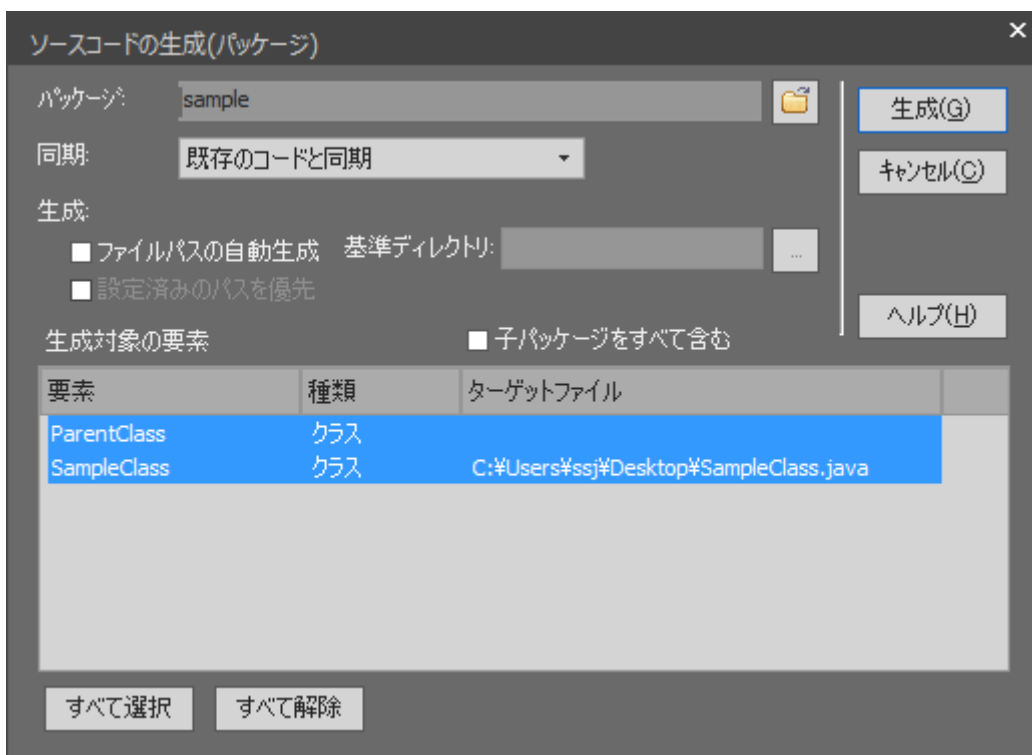 ソースコードの生成(パッケージ)
パッケージ: sample
生成(G)
同期: 既存のコードと同期
キャンセル(C)
生成:
ファイルパスの自動生成 基準ディレクトリ: ...
設定済みのパスを優先
ヘルプ(H)
生成対象の要素 子パッケージをすべて含む
要素 種類 ターゲットファイル
ParentClass クラス
SampleClass クラス C:¥Users¥ssj¥Desktop¥SampleClass.java
すべて選択 すべて解除